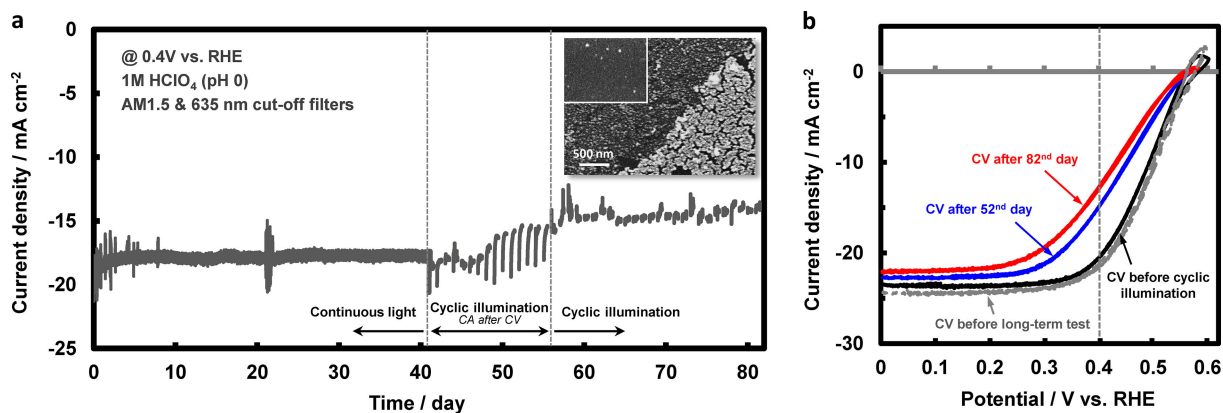 a
@ 0.4V vs. RHE
1M HClO₄ (pH 0)
AM1.5 & 635 nm cut-off filters
500 nm
Continuous light
Cyclic illumination
CA after CV
Cyclic illumination
0
-5
-10
-15
-20
-25
Current density / mA cm⁻²
0 10 20 30 40 50 60 70 80
Time / day
b
CV after 82ⁿᵈ day
CV after 52ⁿᵈ day
CV before cyclic
illumination
CV before long-term test
0
-10
-20
-30
Current density / mA cm⁻²
0 0.1 0.2 0.3 0.4 0.5 0.6
Potential / V vs. RHE